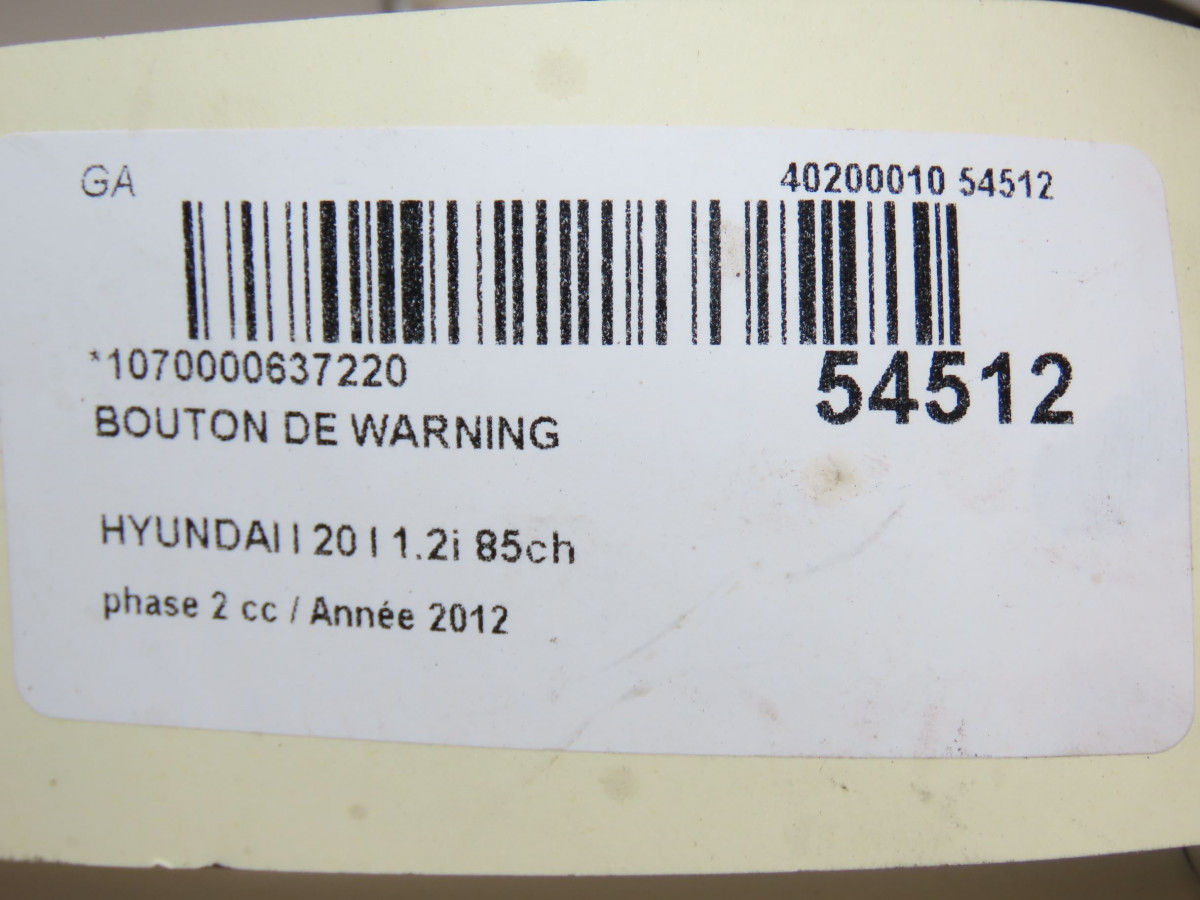 GA 40200010 54512
*1070000637220 54512
BOUTON DE WARNING
HYUNDAI I 20 I 1.2i 85ch
phase 2 cc / Année 2012